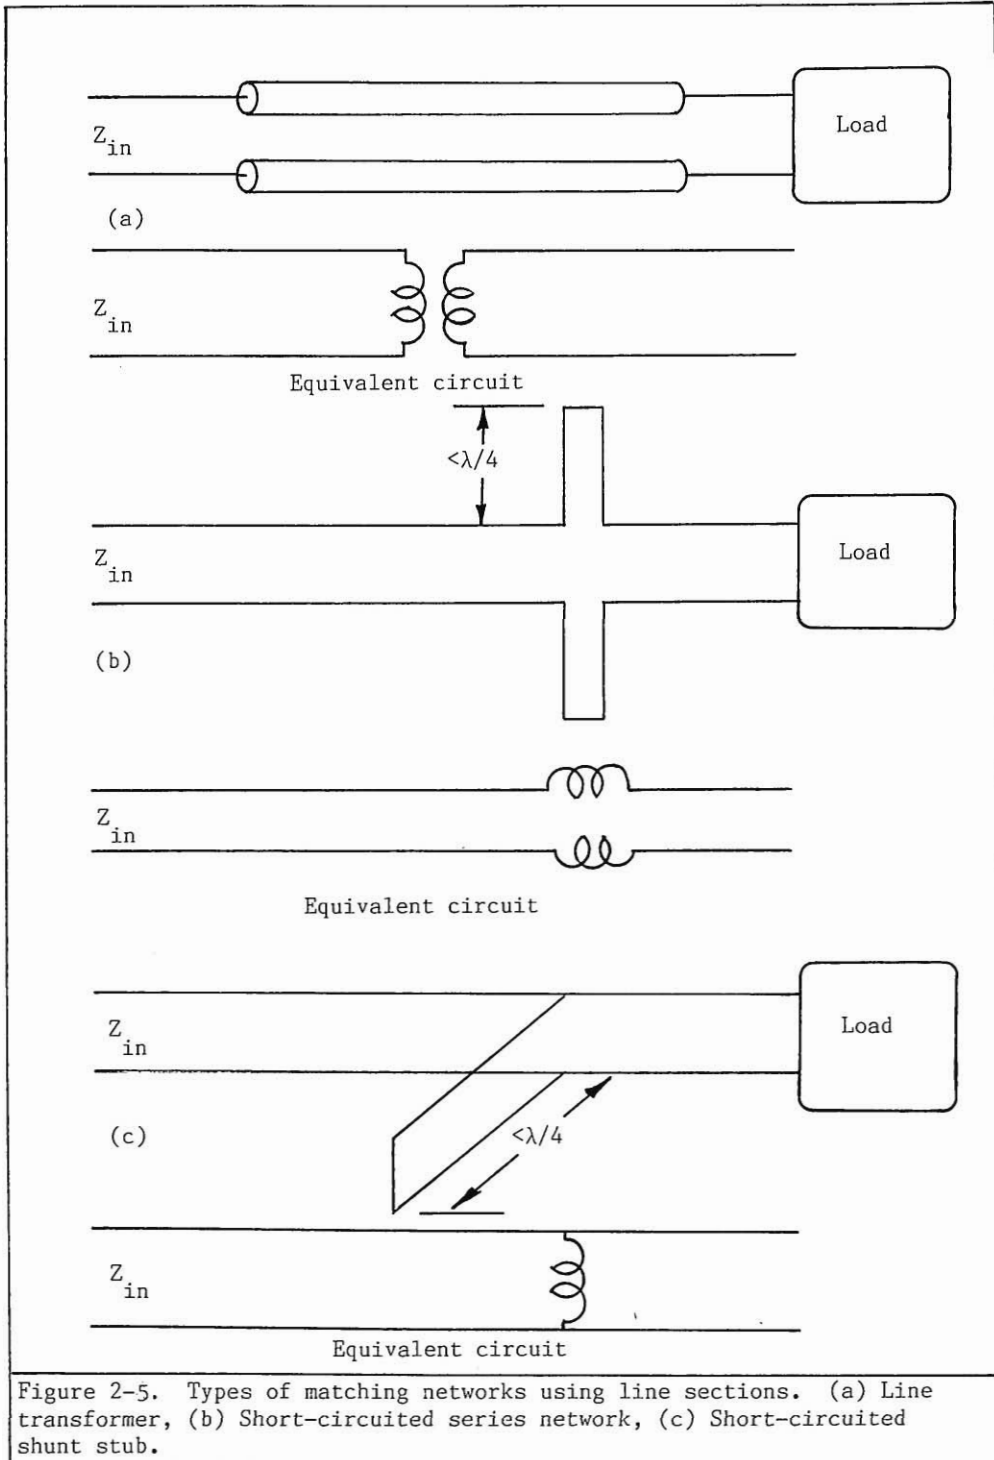 Load
Z
in
(a)
Z
in
Equivalent circuit
<λ/4
Z
in
Load
(b)
Z
in
Equivalent circuit
Z
in
Load
(c)
<λ/4
Z
in
Equivalent circuit
Figure 2-5. Types of matching networks using line sections. (a) Line
transformer, (b) Short-circuited series network, (c) Short-circuited
shunt stub.